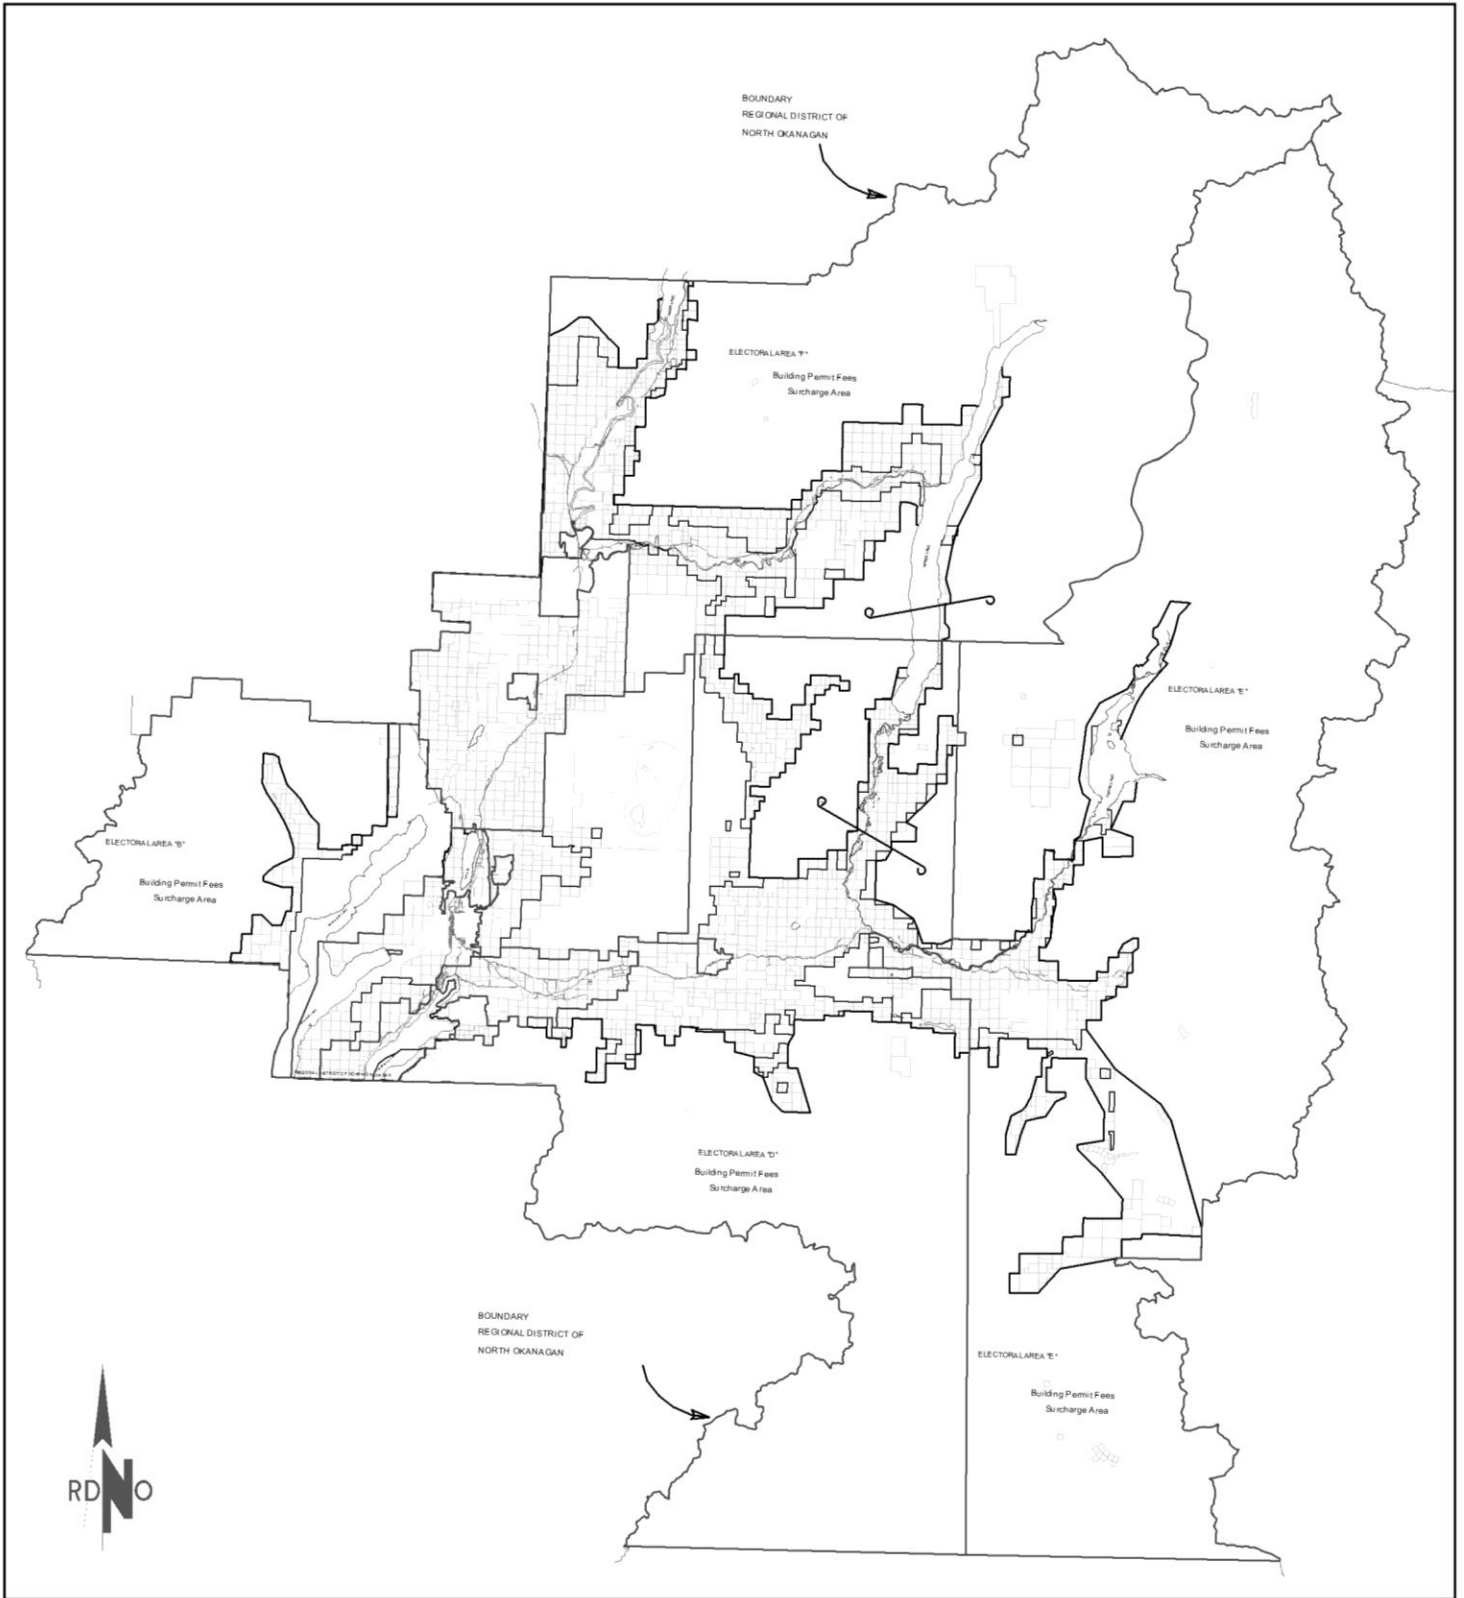 BOUNDARY
REGIONAL DISTRICT OF
NORTH OKANAGAN
ELECTORAL AREA "F"
Building Permit Fees
Surcharge Area
ELECTORAL AREA "E"
Building Permit Fees
Surcharge Area
ELECTORAL AREA "B"
Building Permit Fees
Surcharge Area
ELECTORAL AREA "D"
Building Permit Fees
Surcharge Area
BOUNDARY
REGIONAL DISTRICT OF
NORTH OKANAGAN
ELECTORAL AREA "E"
Building Permit Fees
Surcharge Area
RDNO